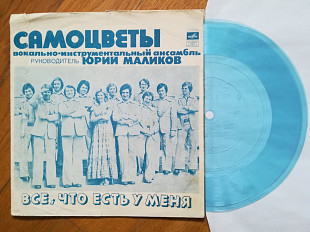 САМОЦВЕТЫ
вокально-инструментальный ансамбль
РУКОВОДИТЕЛЬ ЮРИЙ МАЛИКОВ
ВСЕ, ЧТО ЕСТЬ У МЕНЯ